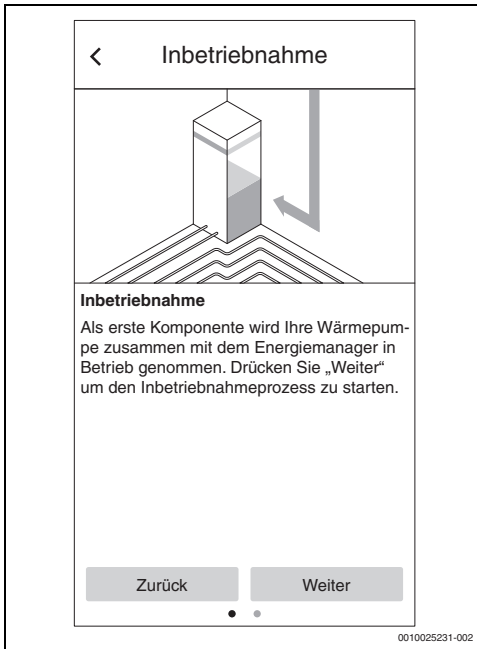 Inbetriebnahme
Inbetriebnahme
Als erste Komponente wird Ihre Wärmepum-
pe zusammen mit dem Energiemanager in
Betrieb genommen. Drücken Sie „Weiter“
um den Inbetriebnahmeprozess zu starten.
Zurück Weiter
0010025231-002